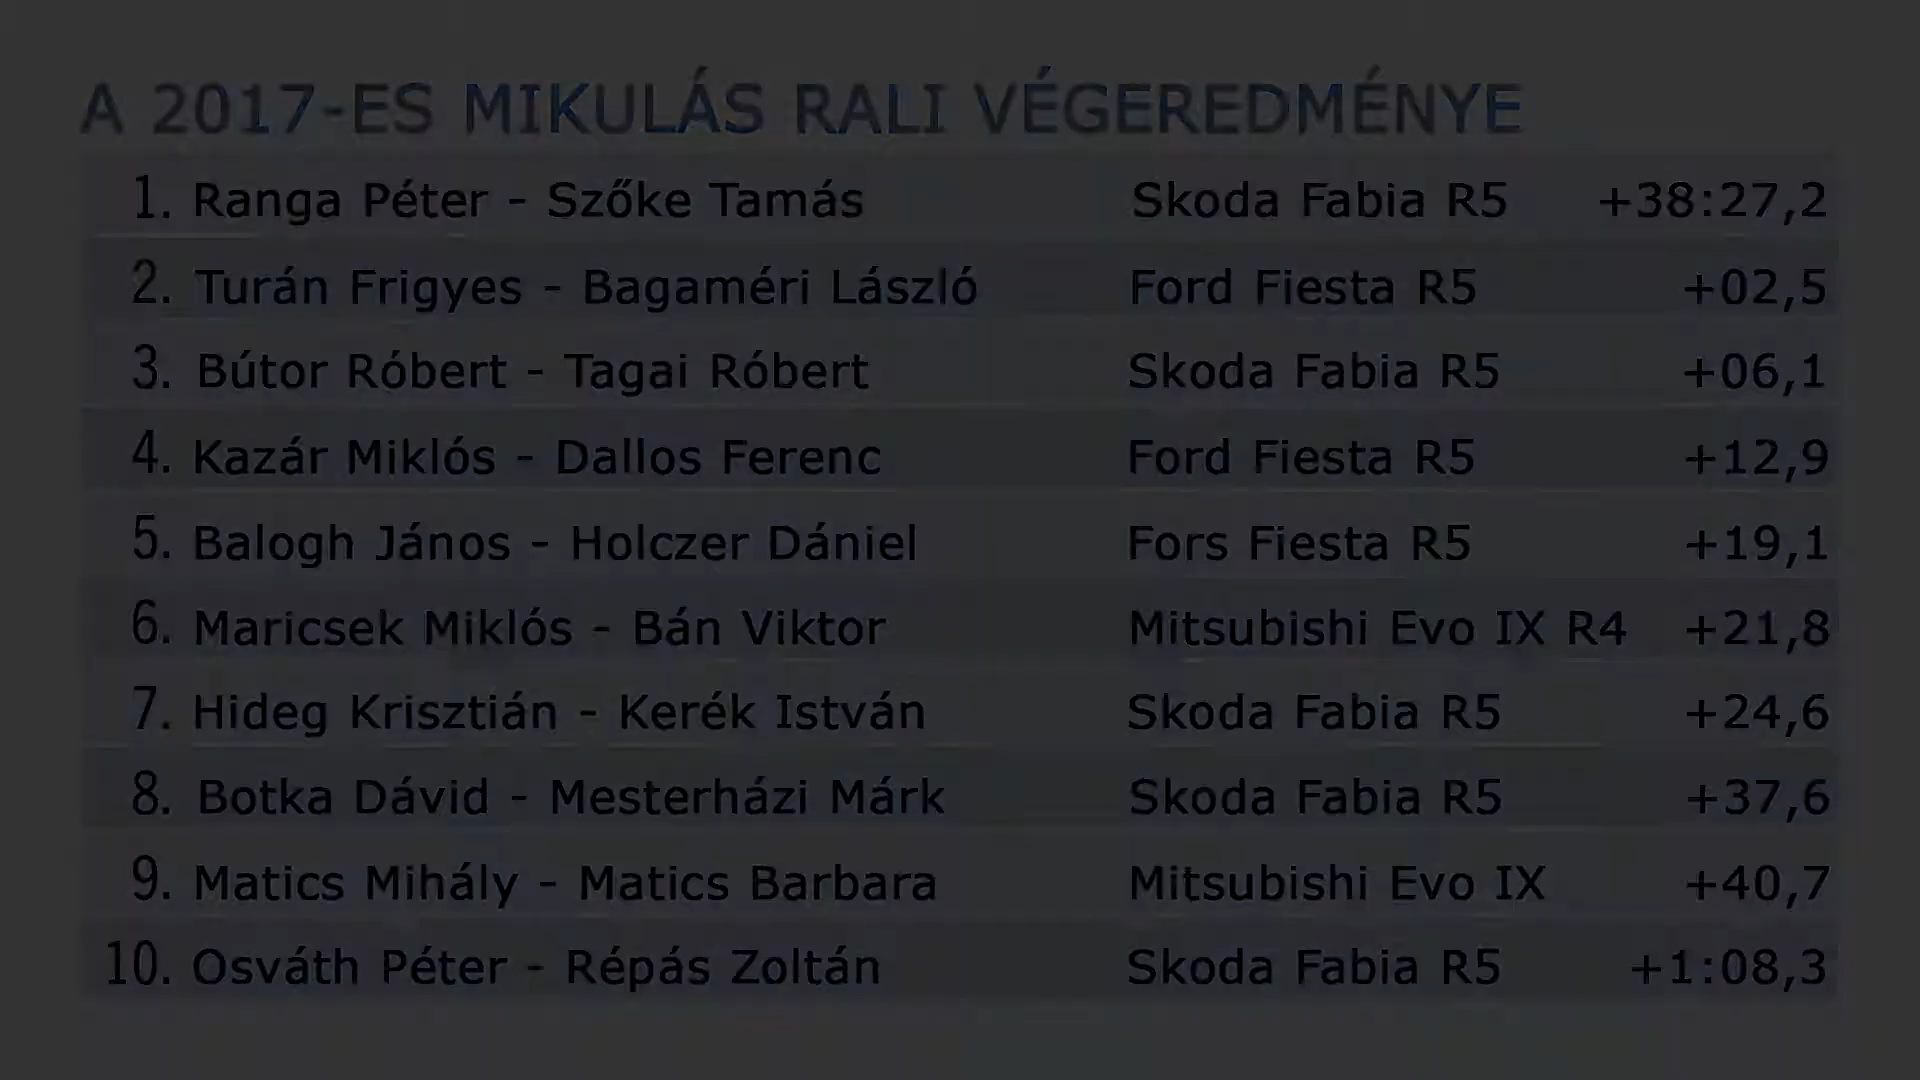 A 2017-ES MIKULÁS RALI VÉGEREDMÉNYE
1. Ranga Péter - Szőke Tamás Skoda Fabia R5 +38:27,2
2. Turán Frigyes - Bagaméri László Ford Fiesta R5 +02,5
3. Bútor Róbert - Tagai Róbert Skoda Fabia R5 +06,1
4. Kazár Miklós - Dallos Ferenc Ford Fiesta R5 +12,9
5. Balogh János - Holczer Dániel Fors Fiesta R5 +19,1
6. Maricsek Miklós - Bán Viktor Mitsubishi Evo IX R4 +21,8
7. Hideg Krisztián - Kerék István Skoda Fabia R5 +24,6
8. Botka Dávid - Mesterházi Márk Skoda Fabia R5 +37,6
9. Matics Mihály - Matics Barbara Mitsubishi Evo IX +40,7
10. Osváth Péter - Répás Zoltán Skoda Fabia R5 +1:08,3